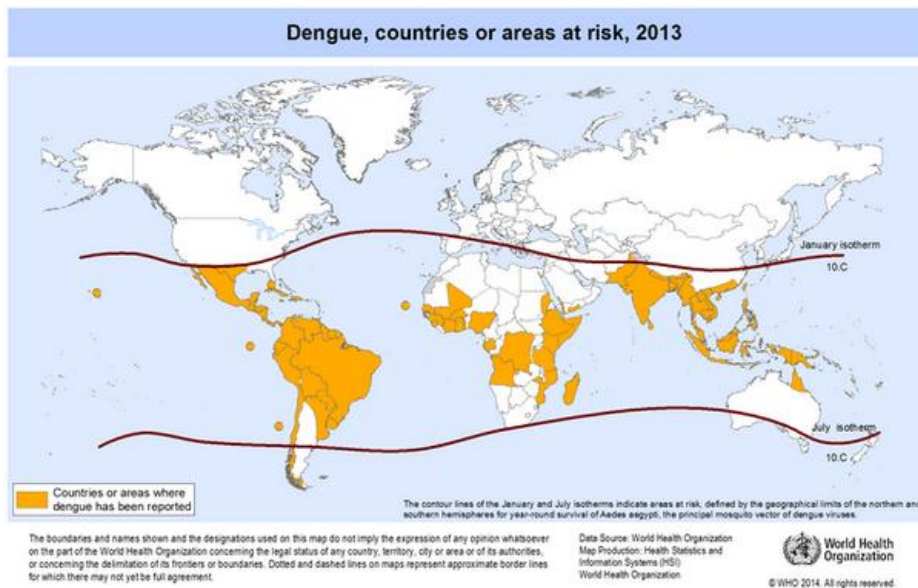 Dengue, countries or areas at risk, 2013
January isotherm
10.C
July isotherm
10.C
Countries or areas where
dengue has been reported
The contour lines of the January and July isotherms indicate areas at risk, defined by the geographical limits of the northern and
southern hemispheres for year-round survival of Aedes aegypti, the principal mosquito vector of dengue viruses.
The boundaries and names shown and the designations used on this map do not imply the expression of any opinion whatsoever
on the part of the World Health Organization concerning the legal status of any country, territory, city or area or of its authorities,
or concerning the delimitation of its frontiers or boundaries. Dotted and dashed lines on maps represent approximate border lines
for which there may not yet be full agreement.
Data Source: World Health Organization
Map Production: Health Statistics and
Information Systems (HSI)
World Health Organization
World Health
Organization
© WHO 2014. All rights reserved.